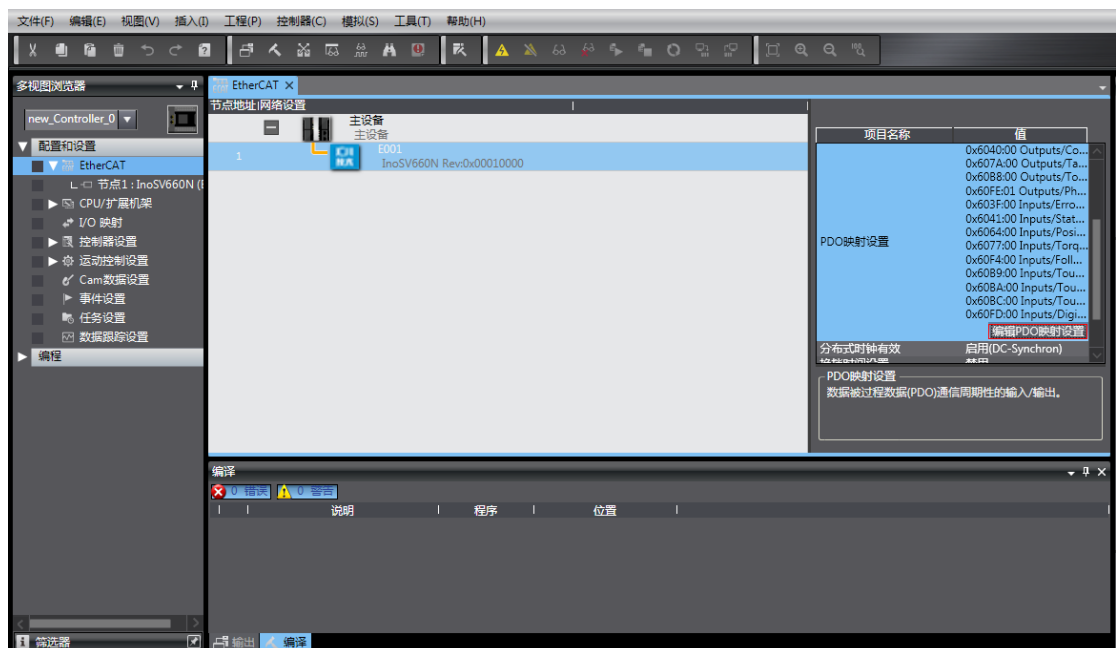 文件(F) 编辑(E) 视图(V) 插入(I) 工程(P) 控制器(C) 模拟(S) 工具(T) 帮助(H)
多视图浏览器
EtherCAT
new_Controller_0
配置和设置
EtherCAT
节点1 : InoSV660N (E
CPU/扩展机架
I/O 映射
控制器设置
运动控制设置
Cam数据设置
事件设置
任务设置
数据跟踪设置
编程
筛选器
节点地址|网络设置
主设备
主设备
1
E001
InoSV660N Rev:0x00010000
项目名称 值
PDO映射设置
0x6040:00 Outputs/Co...
0x607A:00 Outputs/Ta...
0x60B8:00 Outputs/To...
0x60FE:01 Outputs/Ph...
0x603F:00 Inputs/Erro...
0x6041:00 Inputs/Stat...
0x6064:00 Inputs/Posi...
0x6077:00 Inputs/Torq...
0x60F4:00 Inputs/Foll...
0x60B9:00 Inputs/Tou...
0x60BA:00 Inputs/Tou...
0x60BC:00 Inputs/Tou...
0x60FD:00 Inputs/Digi...
编辑PDO映射设置
分布式时钟有效 启用(DC-Synchron)
PDO映射设置
数据被过程数据(PDO)通信周期性的输入/输出。
编译
0 错误 0 警告
说明 程序 位置
输出 编译